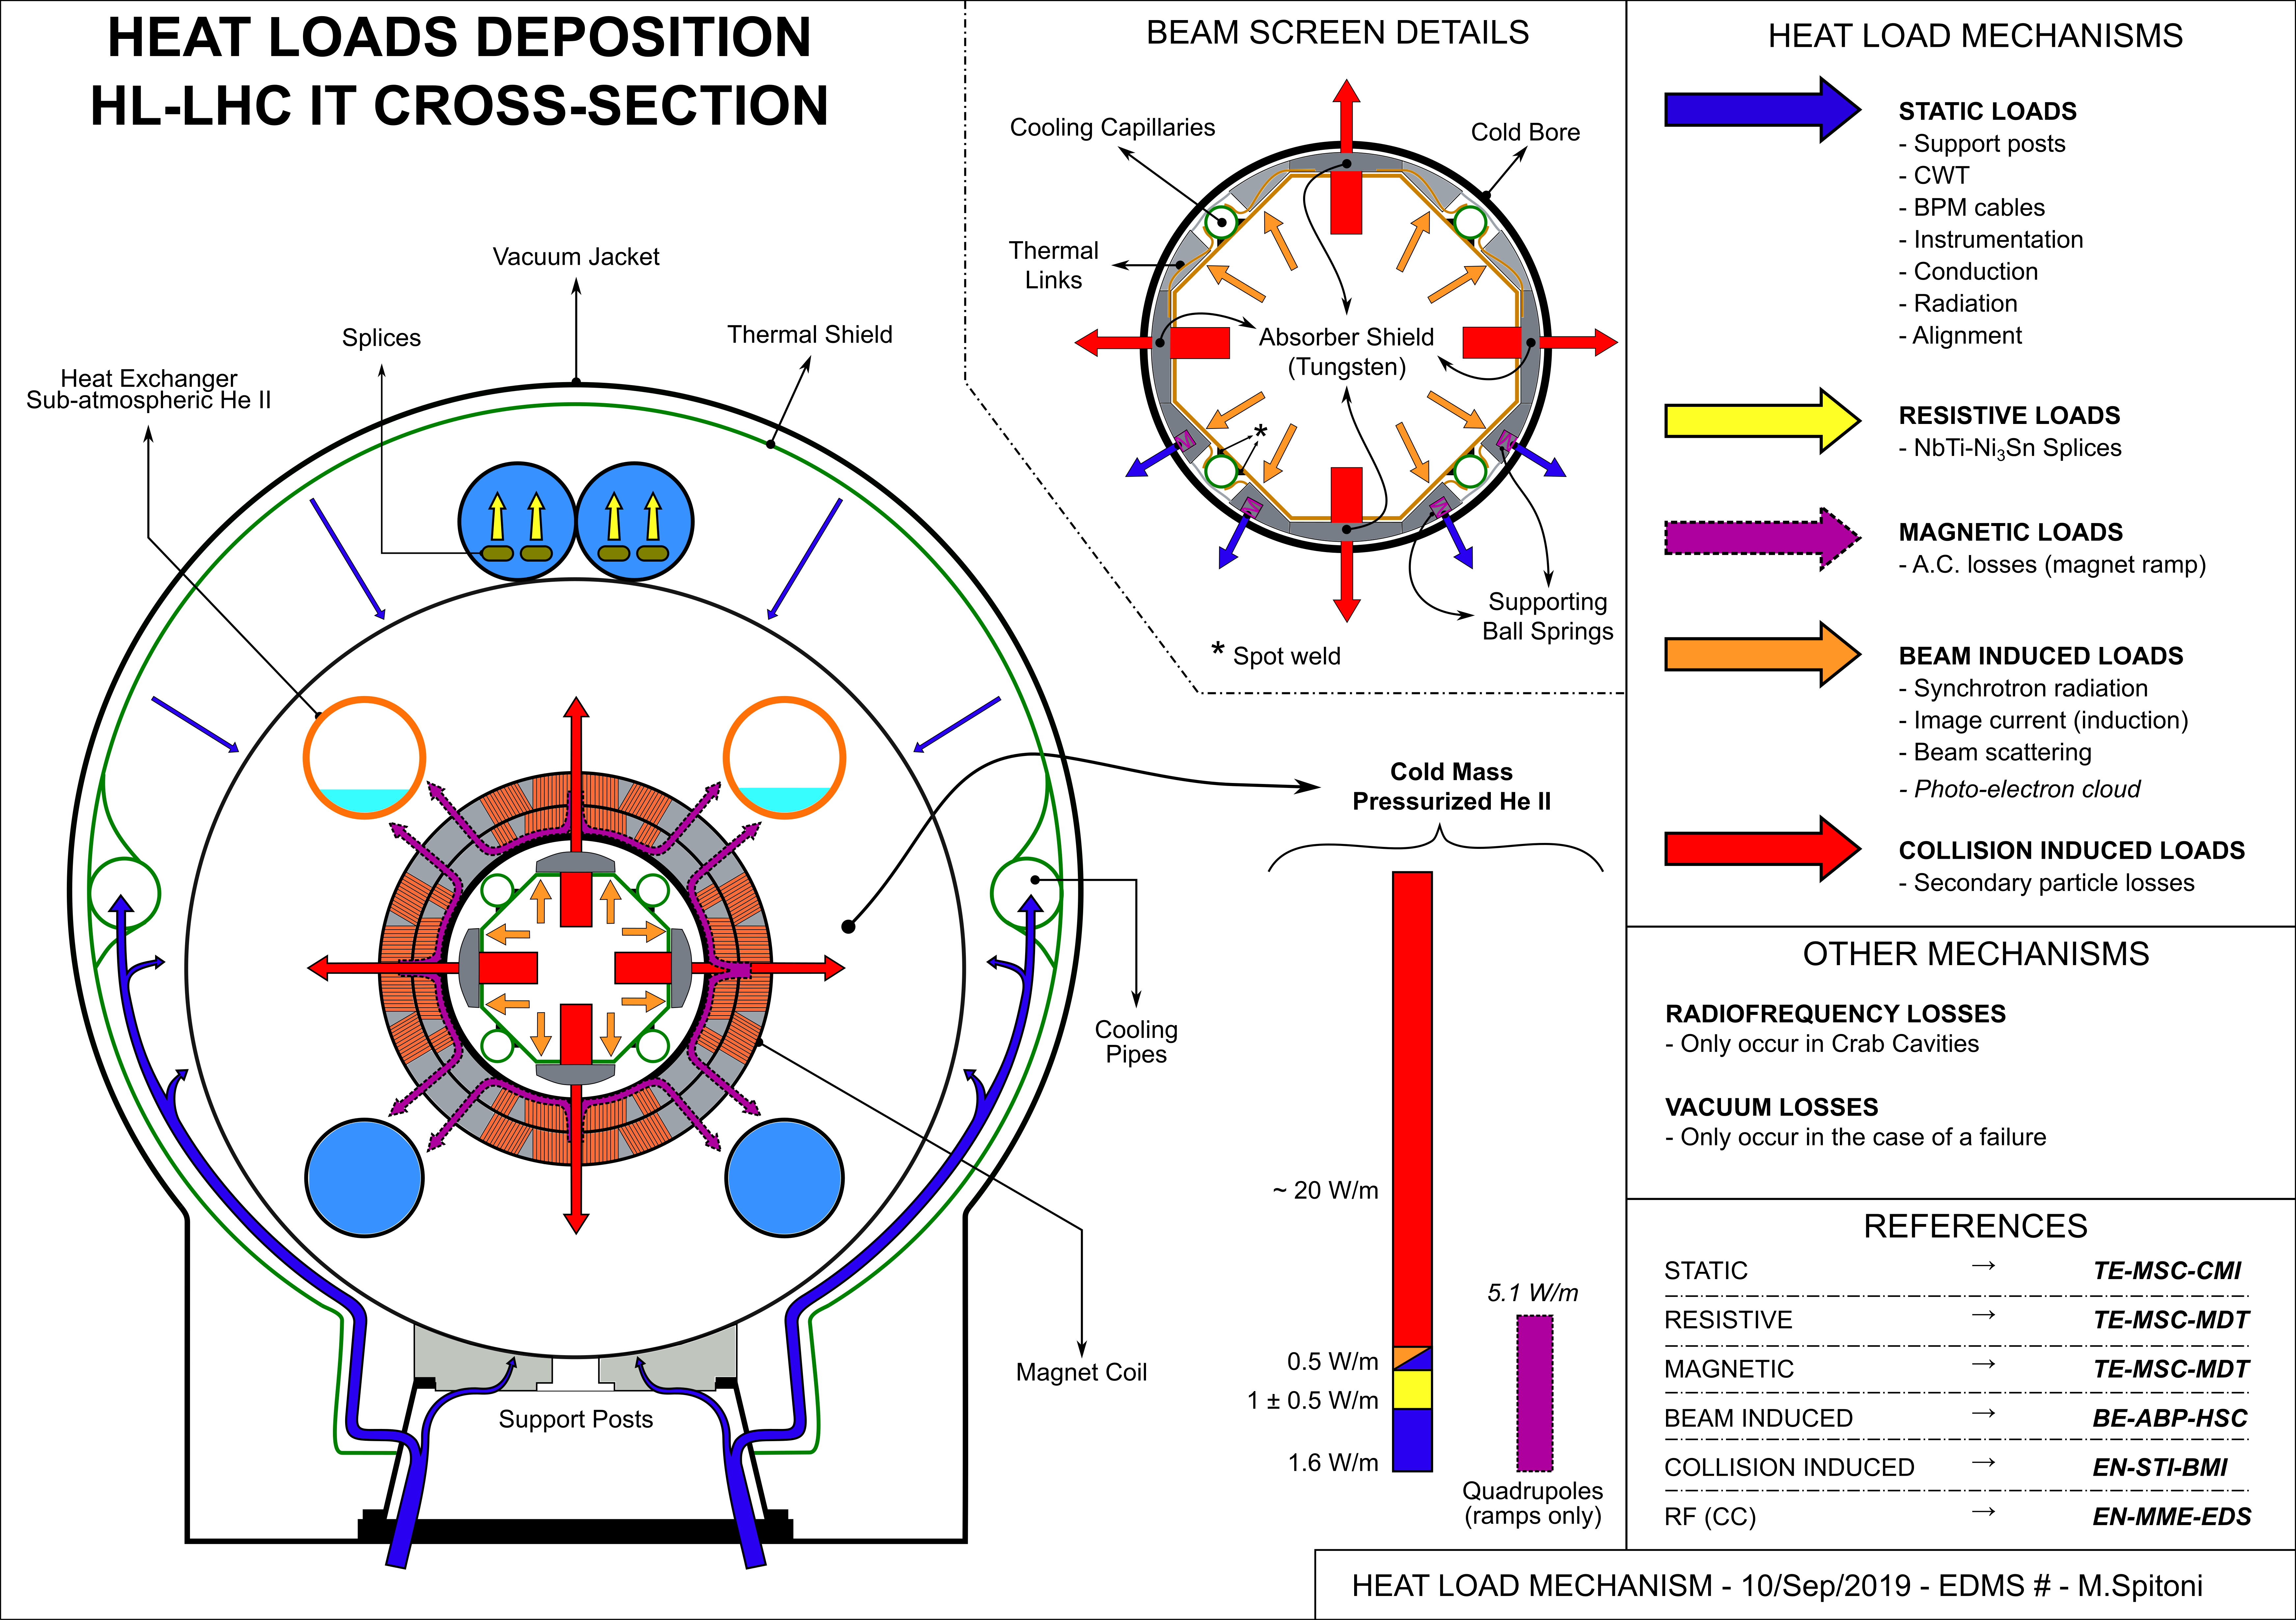 HEAT LOADS DEPOSITION
HL-LHC IT CROSS-SECTION
Vacuum Jacket
Splices
Thermal Shield
Heat Exchanger
Sub-atmospheric He II
Support Posts
Cooling
Pipes
Magnet Coil
BEAM SCREEN DETAILS
Cooling Capillaries
Cold Bore
Thermal
Links
Absorber Shield
(Tungsten)
*
M
M
M
M
Supporting
Ball Springs
* Spot weld
Cold Mass
Pressurized He II
~ 20 W/m
0.5 W/m
1 ± 0.5 W/m
1.6 W/m
5.1 W/m
Quadrupoles
(ramps only)
HEAT LOAD MECHANISMS
STATIC LOADS
- Support posts
- CWT
- BPM cables
- Instrumentation
- Conduction
- Radiation
- Alignment
RESISTIVE LOADS
- NbTi-Ni₃Sn Splices
MAGNETIC LOADS
- A.C. losses (magnet ramp)
BEAM INDUCED LOADS
- Synchrotron radiation
- Image current (induction)
- Beam scattering
- Photo-electron cloud
COLLISION INDUCED LOADS
- Secondary particle losses
OTHER MECHANISMS
RADIOFREQUENCY LOSSES
- Only occur in Crab Cavities
VACUUM LOSSES
- Only occur in the case of a failure
REFERENCES
STATIC → TE-MSC-CMI
RESISTIVE → TE-MSC-MDT
MAGNETIC → TE-MSC-MDT
BEAM INDUCED → BE-ABP-HSC
COLLISION INDUCED → EN-STI-BMI
RF (CC) → EN-MME-EDS
HEAT LOAD MECHANISM - 10/Sep/2019 - EDMS # - M.Spitoni